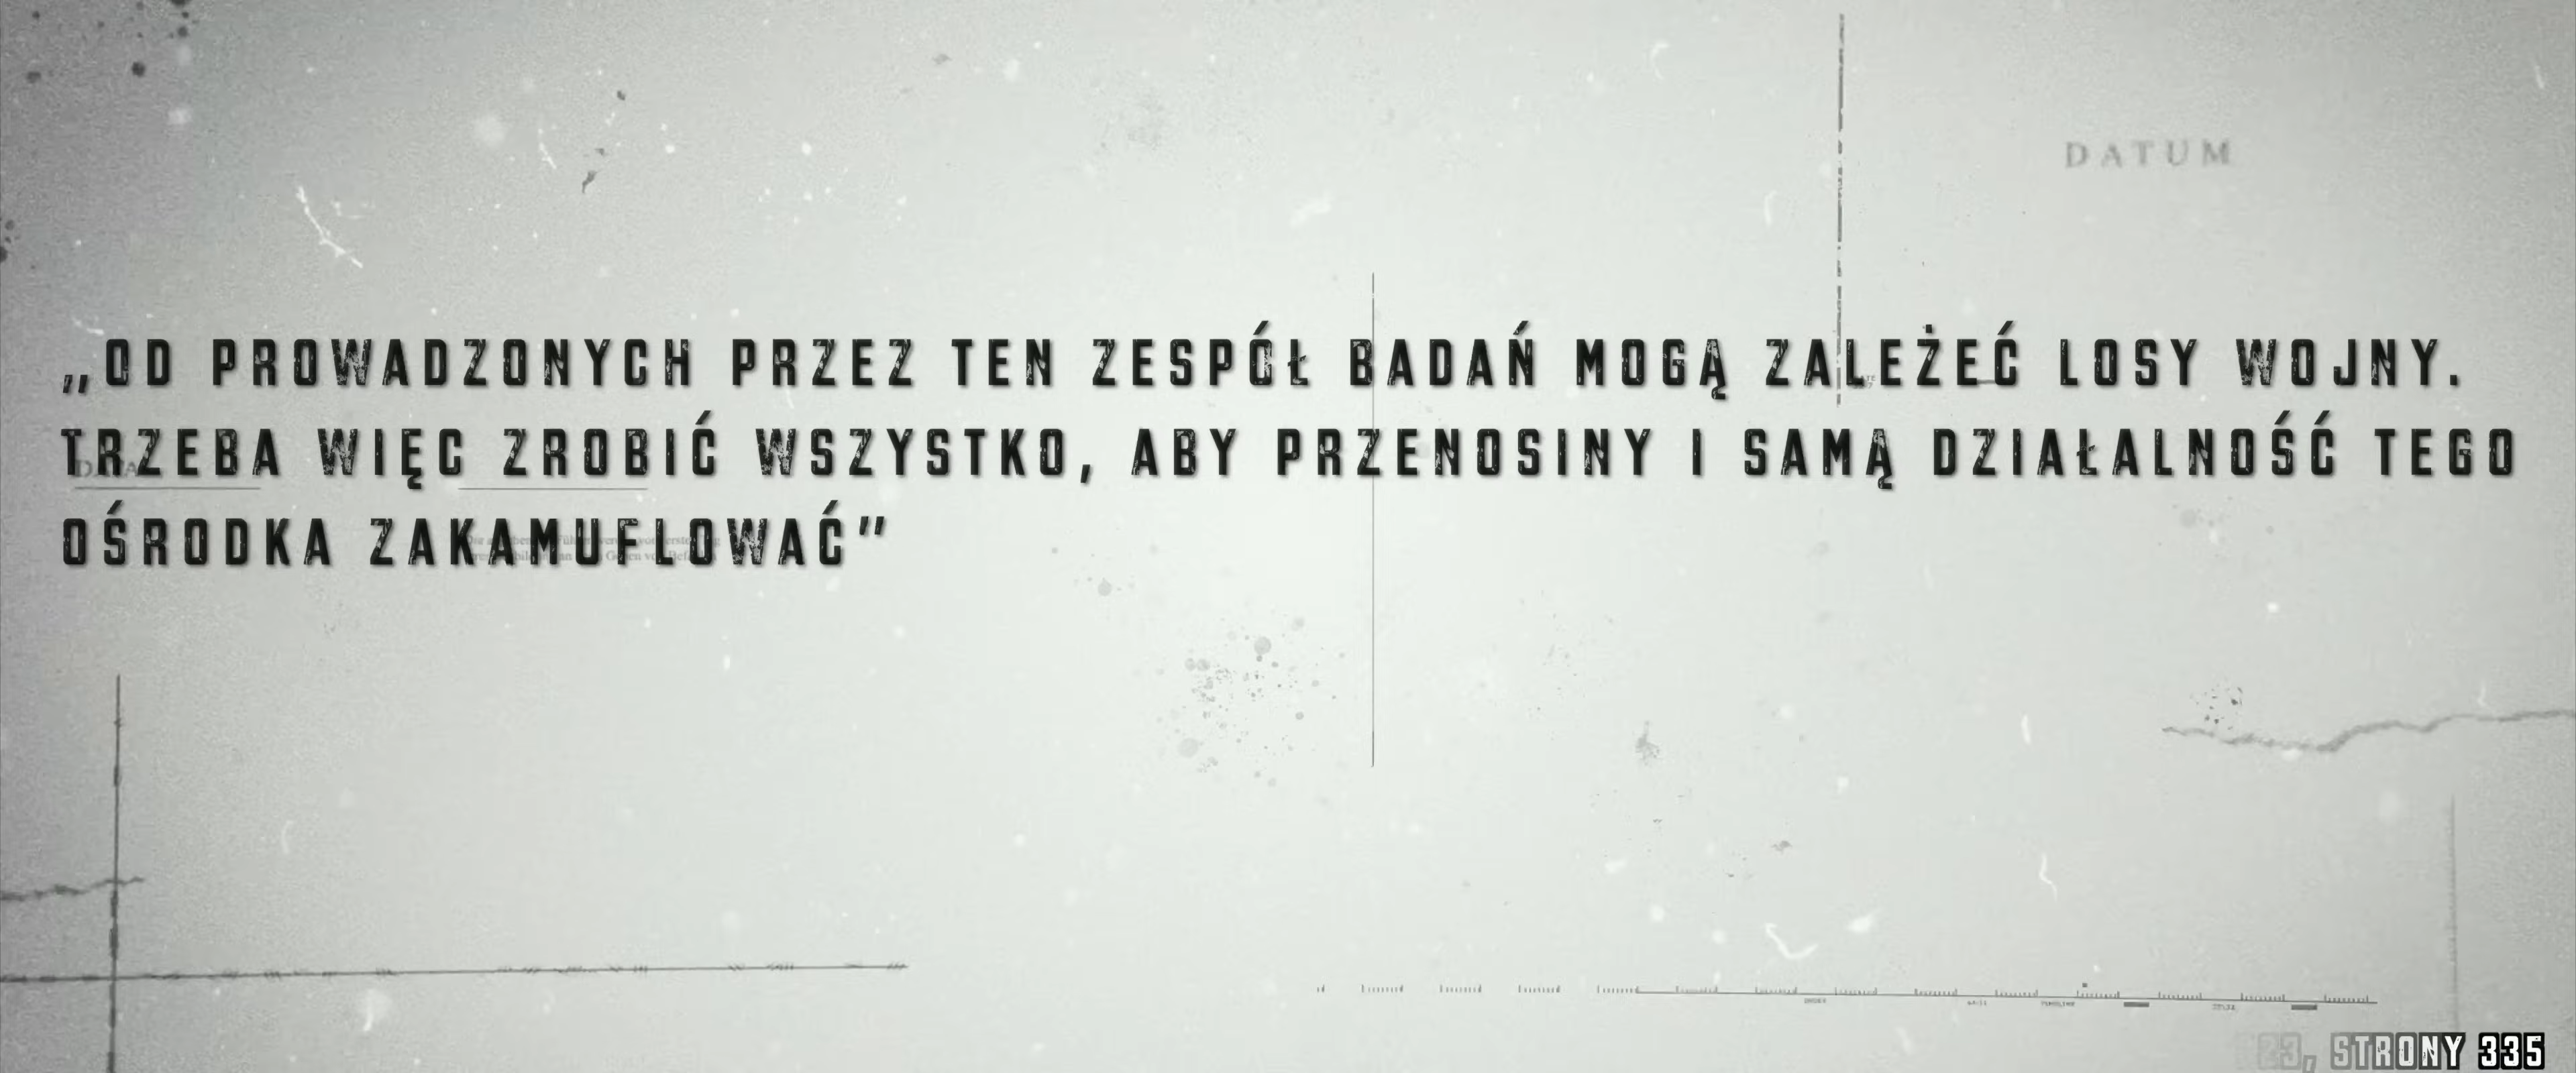 DATUM
„OD PROWADZONYCH PRZEZ TEN ZESPÓŁ BADAŃ MOGĄ ZALEŻEĆ LOSY WOJNY.
TRZEBA WIĘC ZROBIĆ WSZYSTKO, ABY PRZENOSINY I SAMĄ DZIAŁALNOŚĆ TEGO
OŚRODKA ZAKAMUFLOWAĆ”
23, STRONY 335